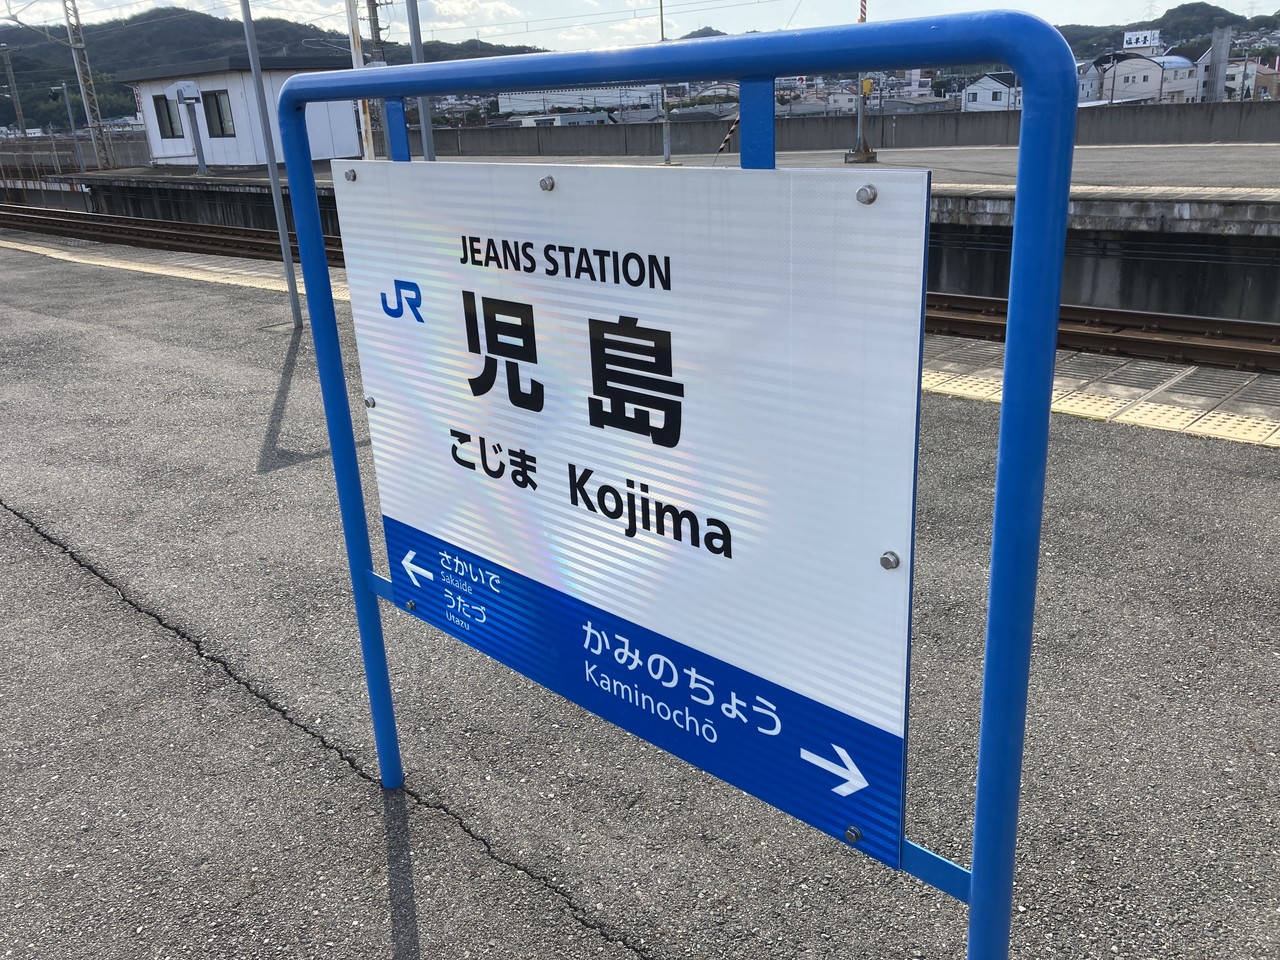 JEANS STATION
JR
児島
こじま Kojima
さかいで
Sakaide
うたづ
Utazu
かみのちょう
Kaminochō